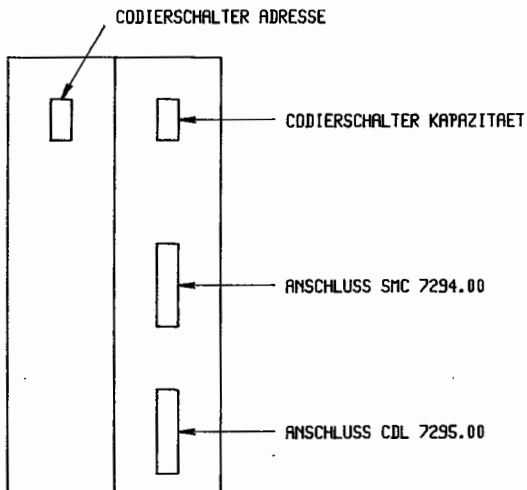 CODIERSCHALTER ADRESSE
CODIERSCHALTER KAPAZITAET
ANSCHLUSS SMC 7294.00
ANSCHLUSS CDL 7295.00